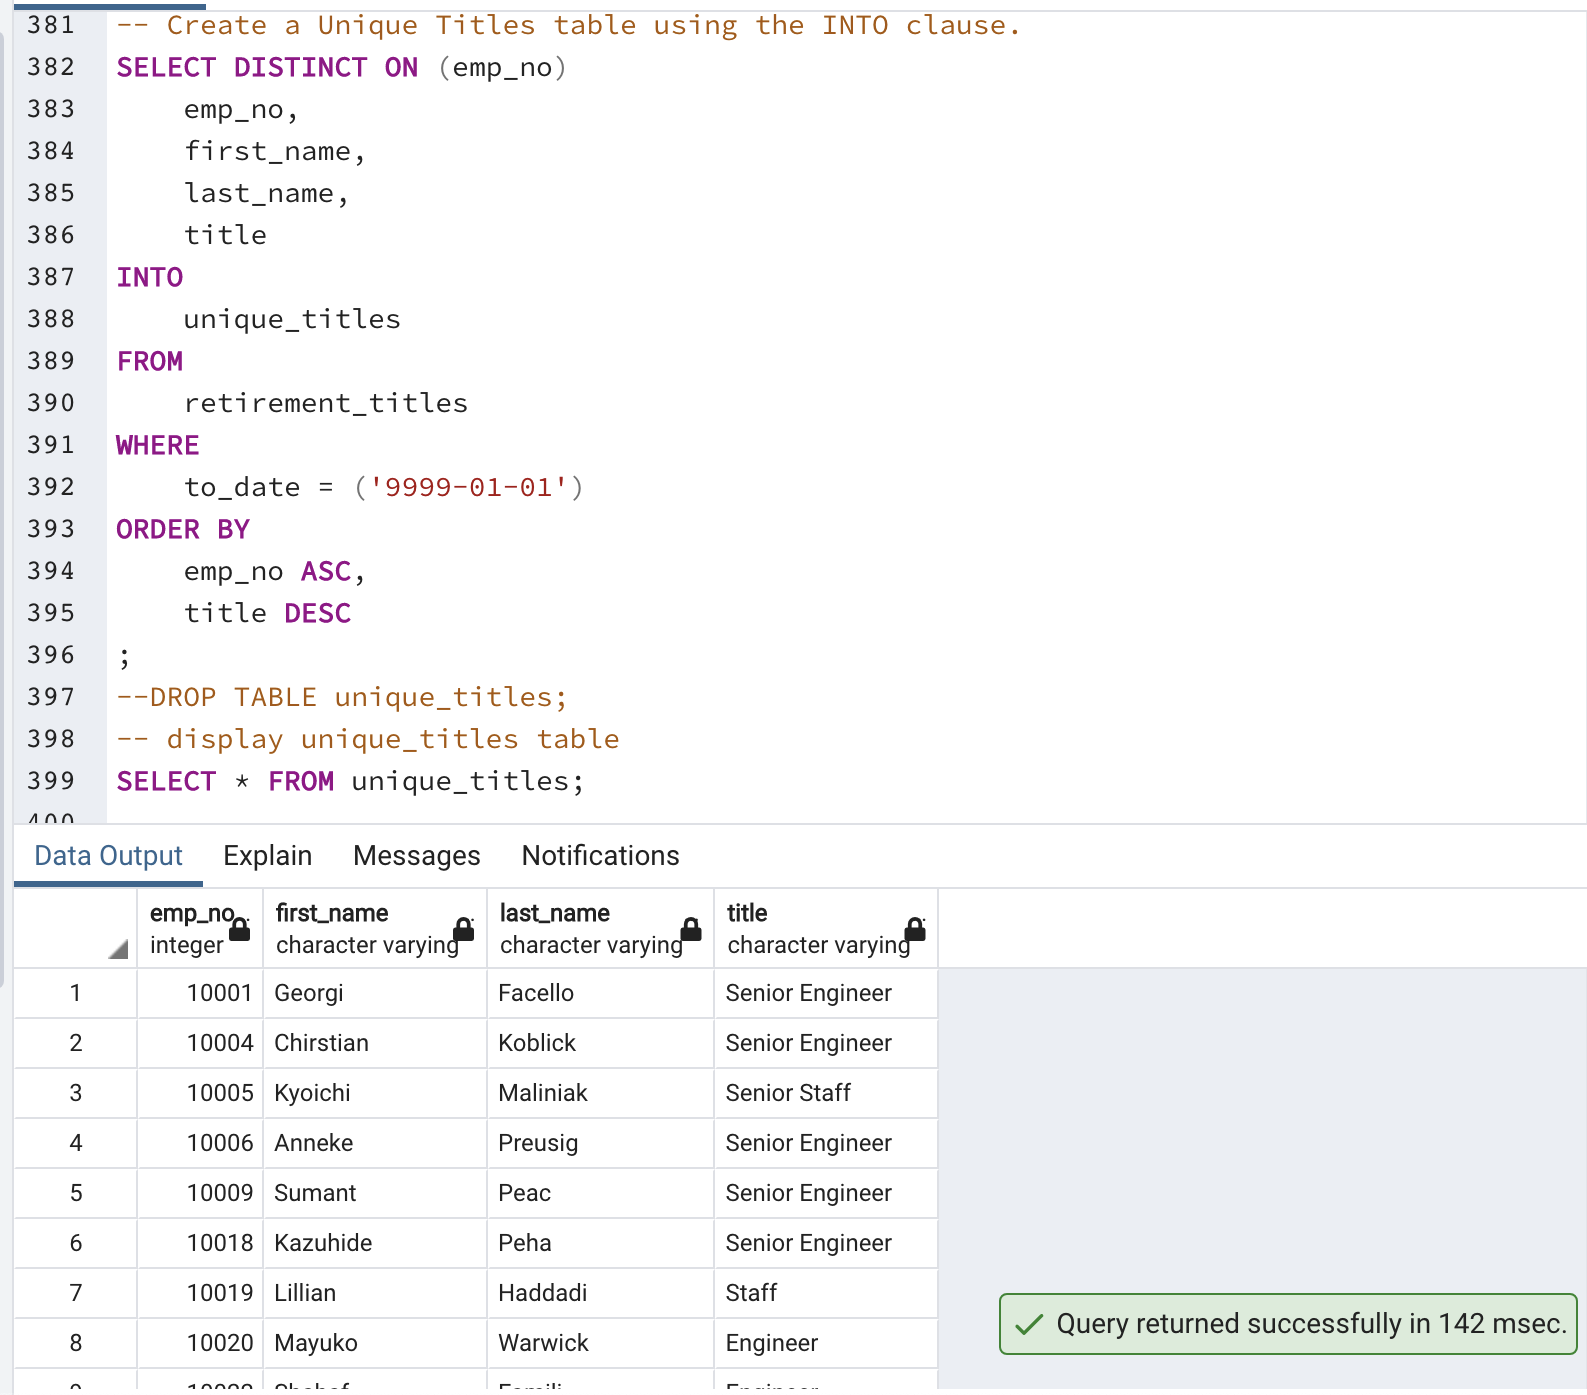 381 -- Create a Unique Titles table using the INTO clause.
382 SELECT DISTINCT ON (emp_no)
383 emp_no,
384 first_name,
385 last_name,
386 title
387 INTO
388 unique_titles
389 FROM
390 retirement_titles
391 WHERE
392 to_date = ('9999-01-01')
393 ORDER BY
394 emp_no ASC,
395 title DESC
396 ;
397 --DROP TABLE unique_titles;
398 -- display unique_titles table
399 SELECT * FROM unique_titles;
400
Data Output Explain Messages Notifications
emp_no first_name last_name title
integer character varying character varying character varying
1 10001 Georgi Facello Senior Engineer
2 10004 Chirstian Koblick Senior Engineer
3 10005 Kyoichi Maliniak Senior Staff
4 10006 Anneke Preusig Senior Engineer
5 10009 Sumant Peac Senior Engineer
6 10018 Kazuhide Peha Senior Engineer
7 10019 Lillian Haddadi Staff
Query returned successfully in 142 msec.
8 10020 Mayuko Warwick Engineer
9 Engineer